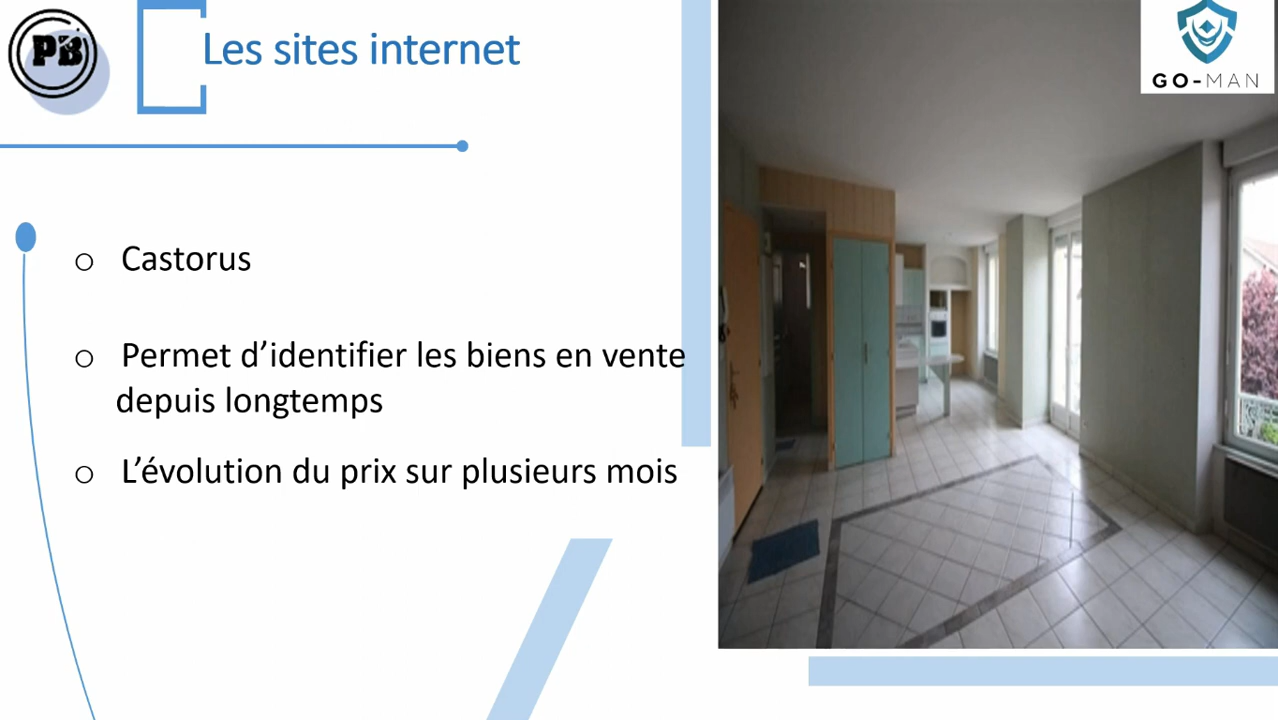 PB
Les sites internet
GO-MAN
o Castorus
o Permet d’identifier les biens en vente
depuis longtemps
o L’évolution du prix sur plusieurs mois